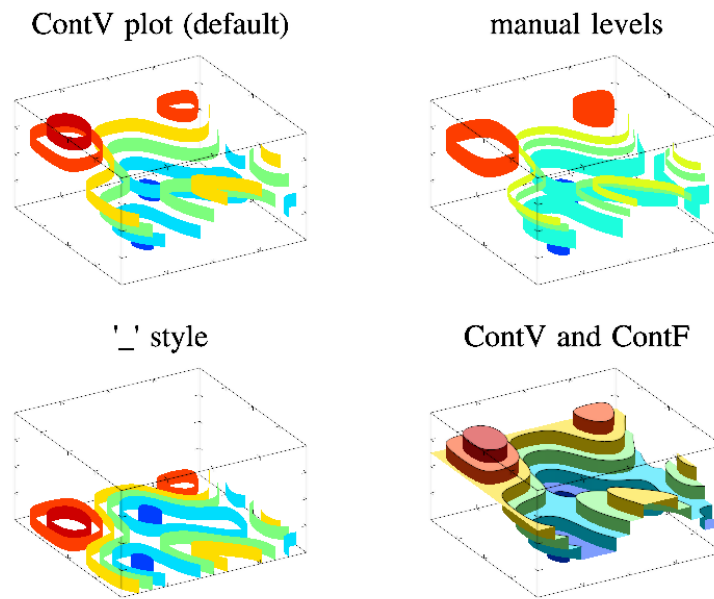 ContV plot (default)
manual levels
'_' style
ContV and ContF